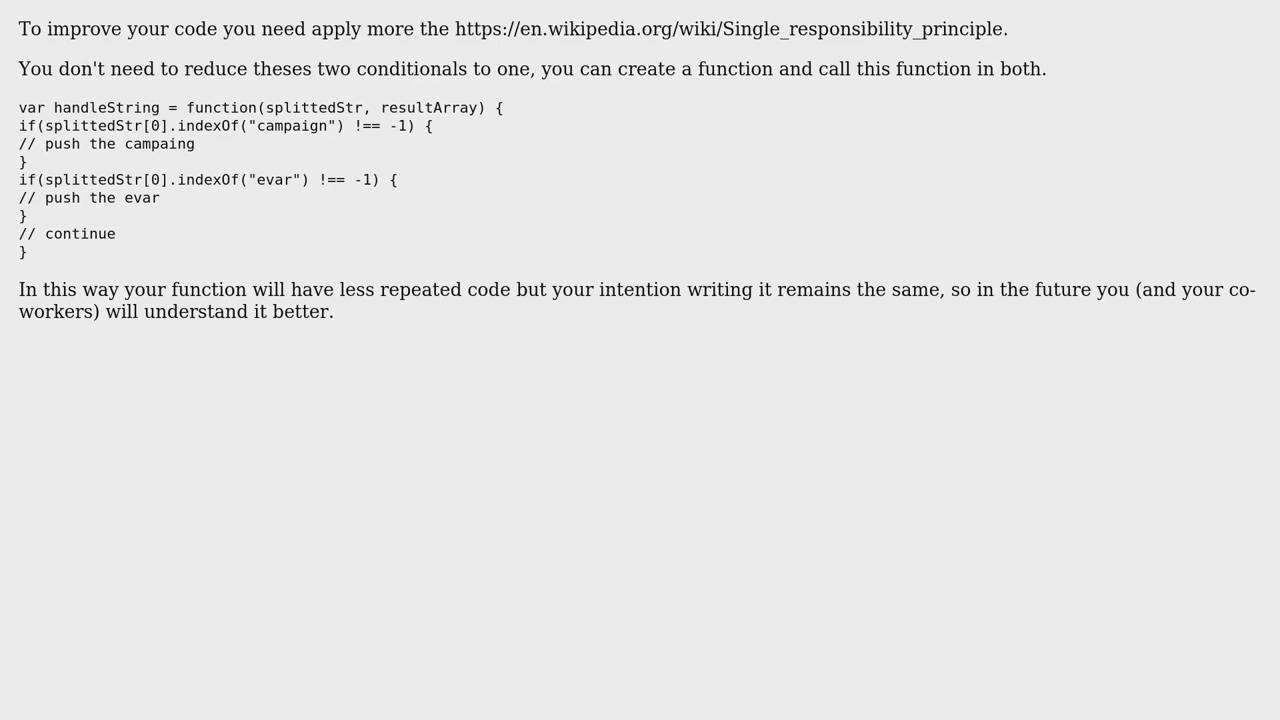 To improve your code you need apply more the https://en.wikipedia.org/wiki/Single_responsibility_principle.
You don't need to reduce theses two conditionals to one, you can create a function and call this function in both.
var handleString = function(splittedStr, resultArray) {
if(splittedStr[0].indexOf("campaign") !== -1) {
// push the campaing
}
if(splittedStr[0].indexOf("evar") !== -1) {
// push the evar
}
// continue
}
In this way your function will have less repeated code but your intention writing it remains the same, so in the future you (and your co-
workers) will understand it better.